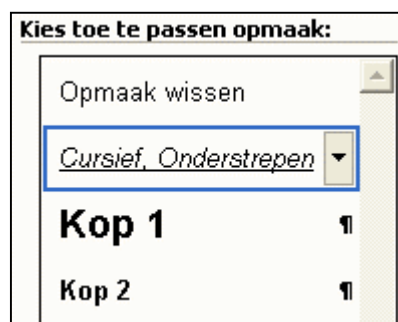 Kies toe te passen opmaak:
Opmaak wissen
Cursief, Onderstrepen
Kop 1 ¶
Kop 2 ¶